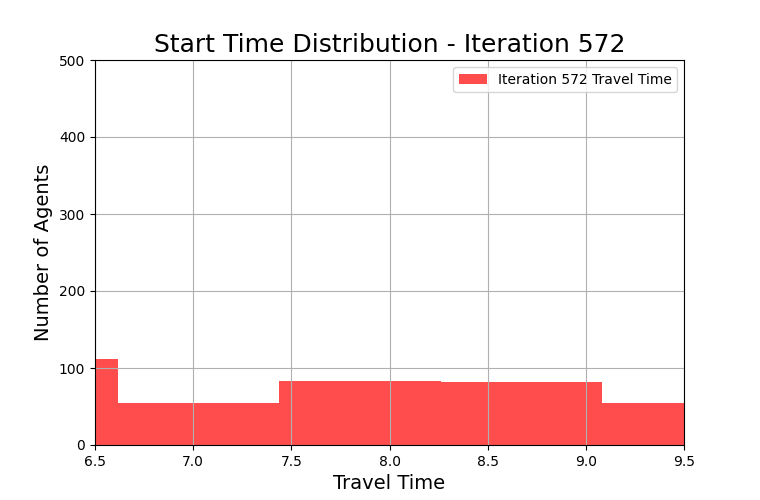 Start Time Distribution - Iteration 572
Iteration 572 Travel Time
Number of Agents
500
400
300
200
100
0
6.5 7.0 7.5 8.0 8.5 9.0 9.5
Travel Time